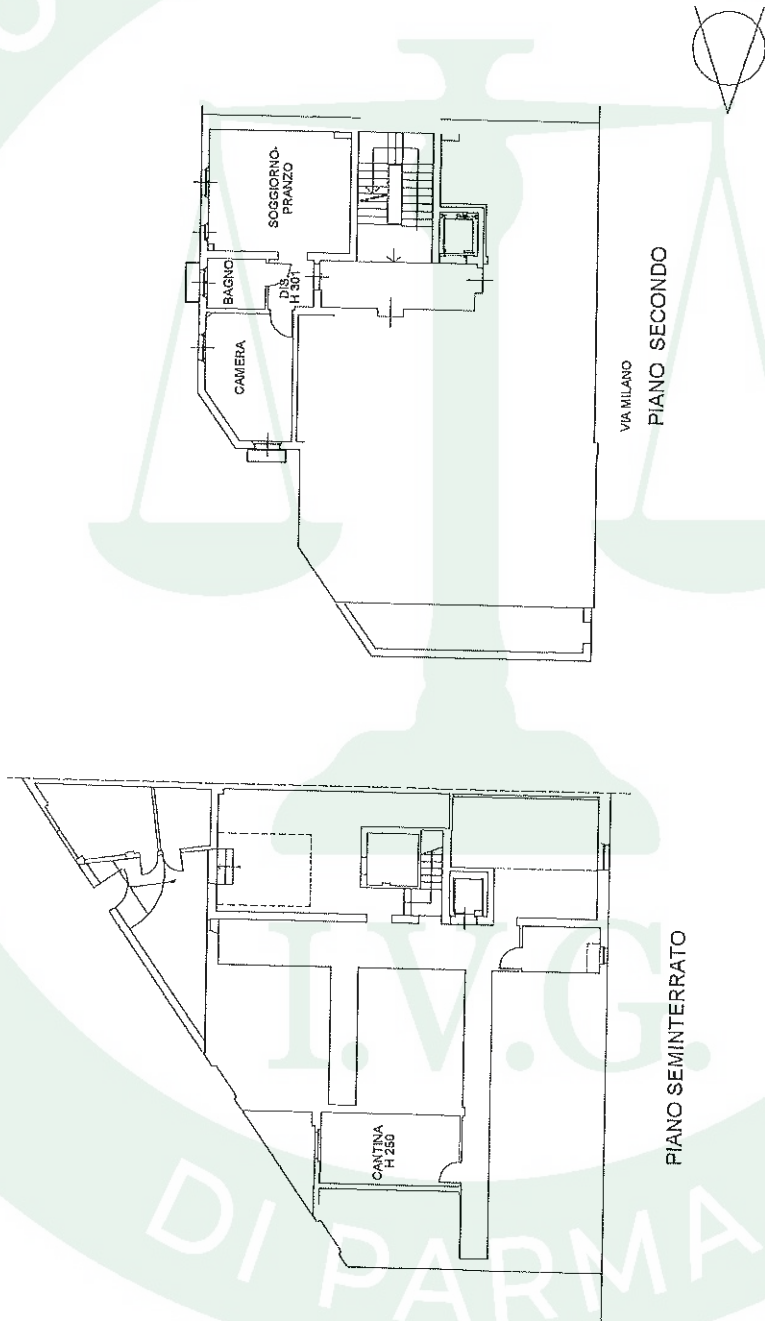 SOGGIORNO-
PRANZO
BAGNO
DIS.
H 301
CAMERA
VIA MILANO
PIANO SECONDO
CANTINA
H 250
PIANO SEMINTERRATO
I.V.G.
DI PARMA